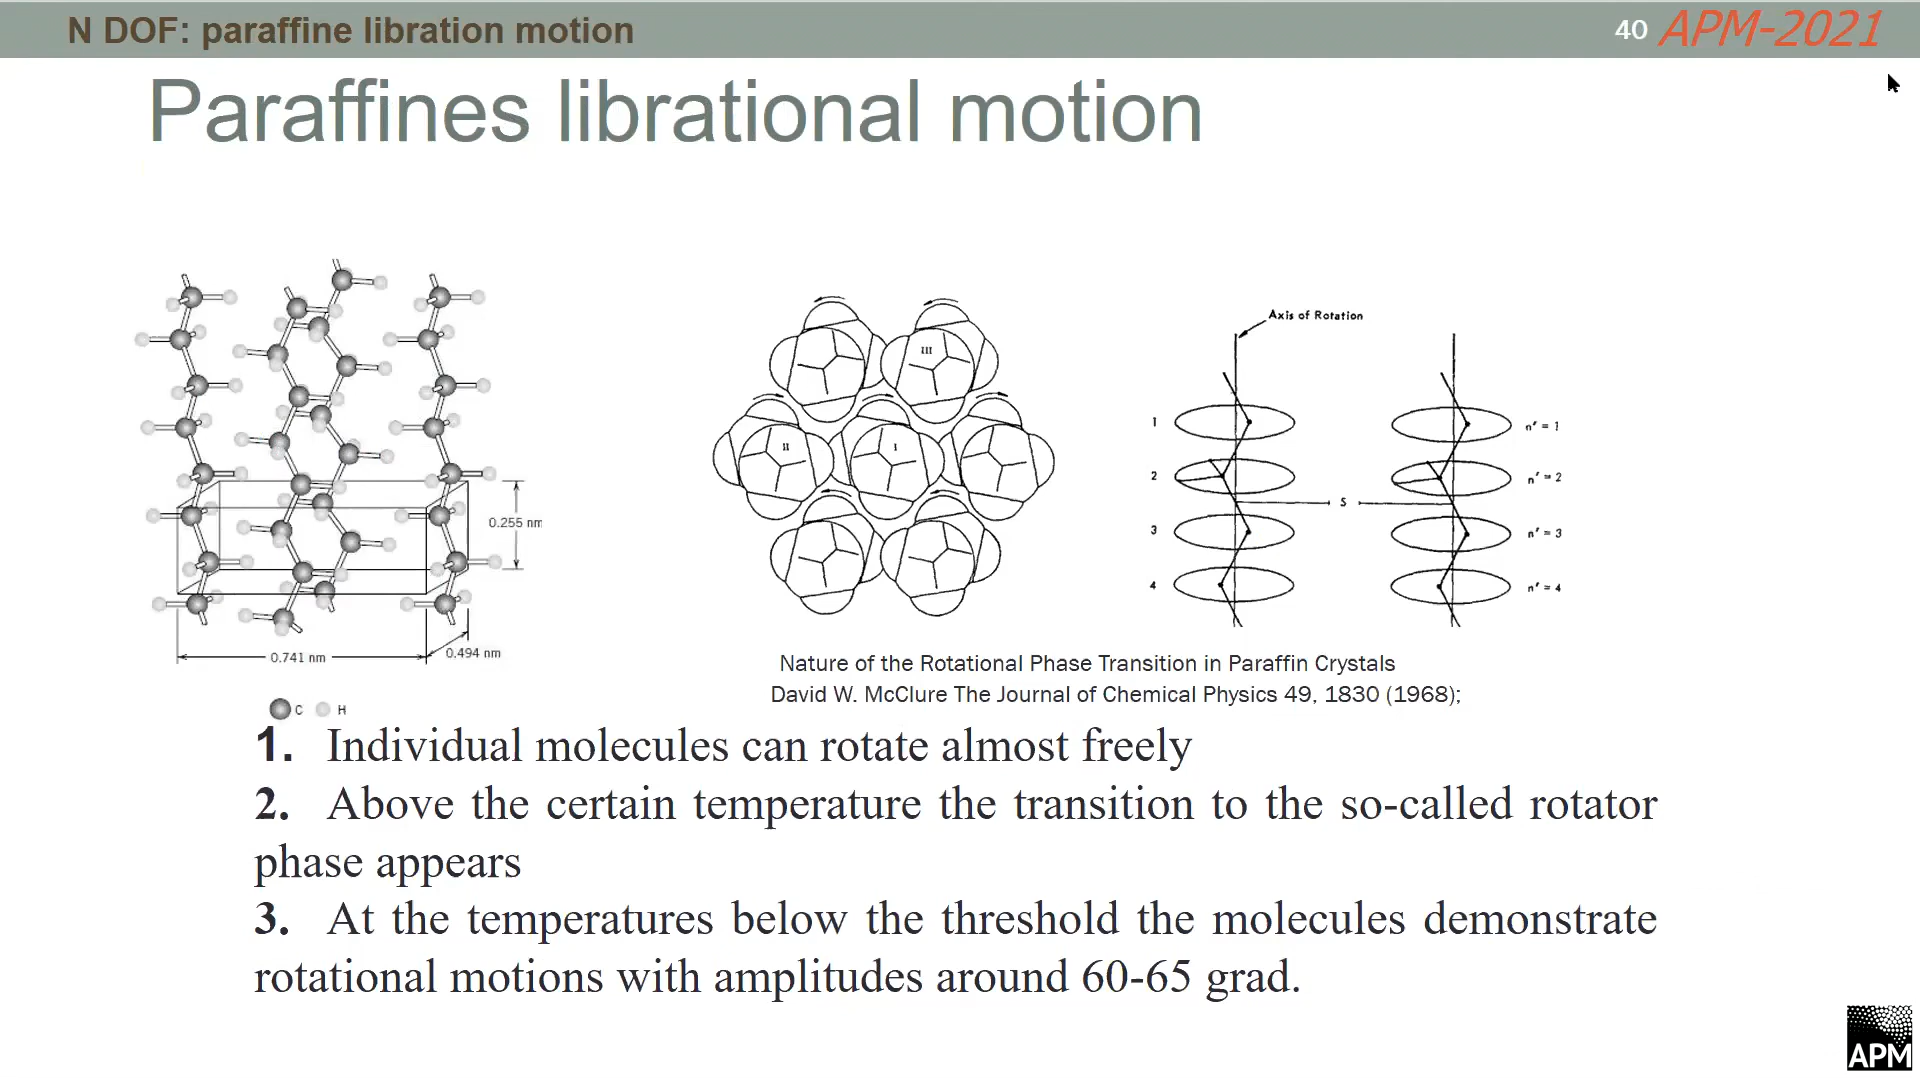 N DOF: paraffine libration motion
40 APM-2021
Paraffines librational motion
0.255 nm
0.741 nm
0.494 nm
C H
III
II
I
Axis of Rotation
1
2
3
4
S
n' = 1
n' = 2
n' = 3
n' = 4
Nature of the Rotational Phase Transition in Paraffin Crystals
David W. McClure The Journal of Chemical Physics 49, 1830 (1968);
1. Individual molecules can rotate almost freely
2. Above the certain temperature the transition to the so-called rotator
phase appears
3. At the temperatures below the threshold the molecules demonstrate
rotational motions with amplitudes around 60-65 grad.
APM